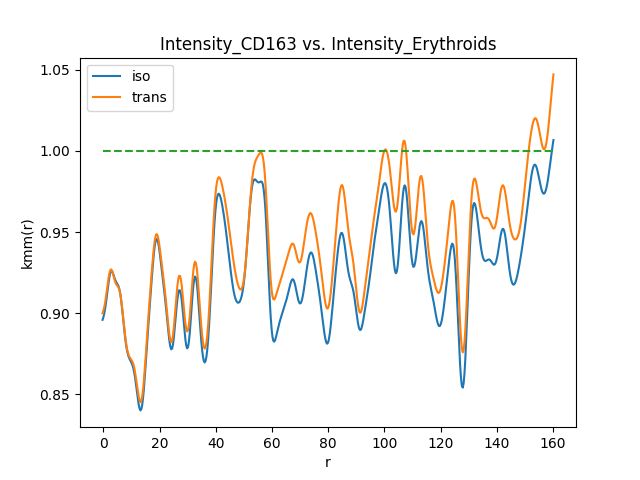 Intensity_CD163 vs. Intensity_Erythroids
iso
trans
1.05
1.00
0.95
0.90
0.85
kmm(r)
0 20 40 60 80 100 120 140 160
r